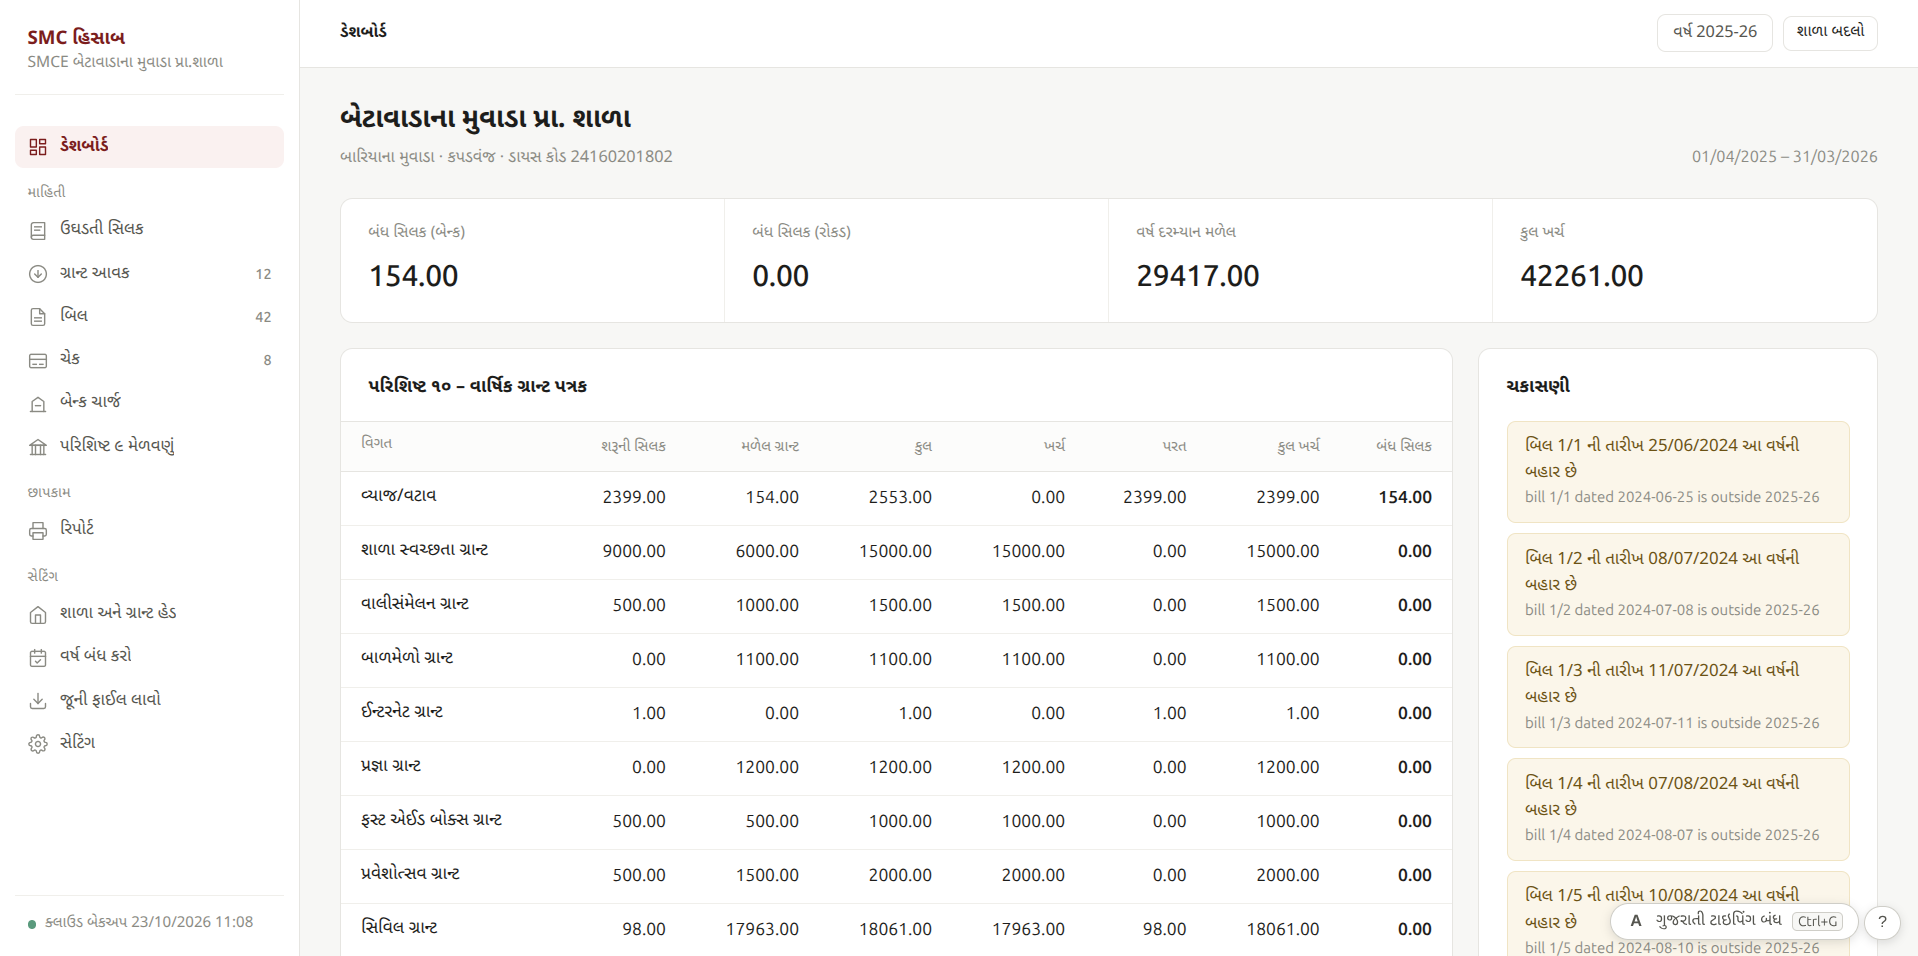 SMC હિસાબ
SMCE બેટાવાડાના મુવાડા પ્રા.શાળા
ડેશબોર્ડ
માહિતી
ઉઘડતી સિલક
ગ્રાન્ટ આવક 12
બિલ 42
ચેક 8
બેન્ક ચાર્જ
પરિશિષ્ટ ૯ મેળવણું
છાપકામ
રિપોર્ટ
સેટિંગ
શાળા અને ગ્રાન્ટ હેડ
વર્ષ બંધ કરો
જૂની ફાઈલ લાવો
સેટિંગ
ક્લાઉડ બેકઅપ 23/10/2026 11:08
ડેશબોર્ડ
વર્ષ 2025-26
શાળા બદલો
બેટાવાડાના મુવાડા પ્રા. શાળા
બારિયાના મુવાડા · કપડવંજ · ડાયસ કોડ 24160201802
01/04/2025 – 31/03/2026
બંધ સિલક (બેન્ક)
154.00
બંધ સિલક (રોકડ)
0.00
વર્ષ દરમ્યાન મળેલ
29417.00
કુલ ખર્ચ
42261.00
પરિશિષ્ટ ૧૦ – વાર્ષિક ગ્રાન્ટ પત્રક
વિગત શરૂની સિલક મળેલ ગ્રાન્ટ કુલ ખર્ચ પરત કુલ ખર્ચ બંધ સિલક
વ્યાજ/વટાવ 2399.00 154.00 2553.00 0.00 2399.00 2399.00 154.00
શાળા સ્વચ્છતા ગ્રાન્ટ 9000.00 6000.00 15000.00 15000.00 0.00 15000.00 0.00
વાલીસંમેલન ગ્રાન્ટ 500.00 1000.00 1500.00 1500.00 0.00 1500.00 0.00
બાળમેળો ગ્રાન્ટ 0.00 1100.00 1100.00 1100.00 0.00 1100.00 0.00
ઈન્ટરનેટ ગ્રાન્ટ 1.00 0.00 1.00 0.00 1.00 1.00 0.00
પ્રજ્ઞા ગ્રાન્ટ 0.00 1200.00 1200.00 1200.00 0.00 1200.00 0.00
ફસ્ટ એઈડ બોક્સ ગ્રાન્ટ 500.00 500.00 1000.00 1000.00 0.00 1000.00 0.00
પ્રવેશોત્સવ ગ્રાન્ટ 500.00 1500.00 2000.00 2000.00 0.00 2000.00 0.00
સિવિલ ગ્રાન્ટ 98.00 17963.00 18061.00 17963.00 98.00 18061.00 0.00
ચકાસણી
બિલ 1/1 ની તારીખ 25/06/2024 આ વર્ષની
બહાર છે
bill 1/1 dated 2024-06-25 is outside 2025-26
બિલ 1/2 ની તારીખ 08/07/2024 આ વર્ષની
બહાર છે
bill 1/2 dated 2024-07-08 is outside 2025-26
બિલ 1/3 ની તારીખ 11/07/2024 આ વર્ષની
બહાર છે
bill 1/3 dated 2024-07-11 is outside 2025-26
બિલ 1/4 ની તારીખ 07/08/2024 આ વર્ષની
બહાર છે
bill 1/4 dated 2024-08-07 is outside 2025-26
બિલ 1/5 ની તારીખ 10/08/2024 આ વર્ષની
બહાર છે
bill 1/5 dated 2024-08-10 is outside 2025-26
A ગુજરાતી ટાઇપિંગ બંધ Ctrl+G ?